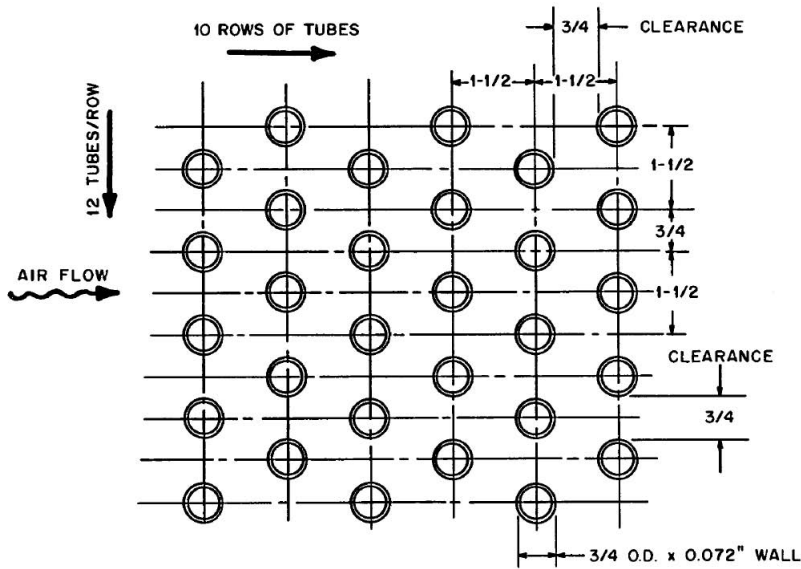 10 ROWS OF TUBES
3/4 CLEARANCE
1-1/2 1-1/2
12 TUBES/ROW
1-1/2
3/4
AIR FLOW
1-1/2
CLEARANCE
3/4
3/4 O.D. x 0.072" WALL